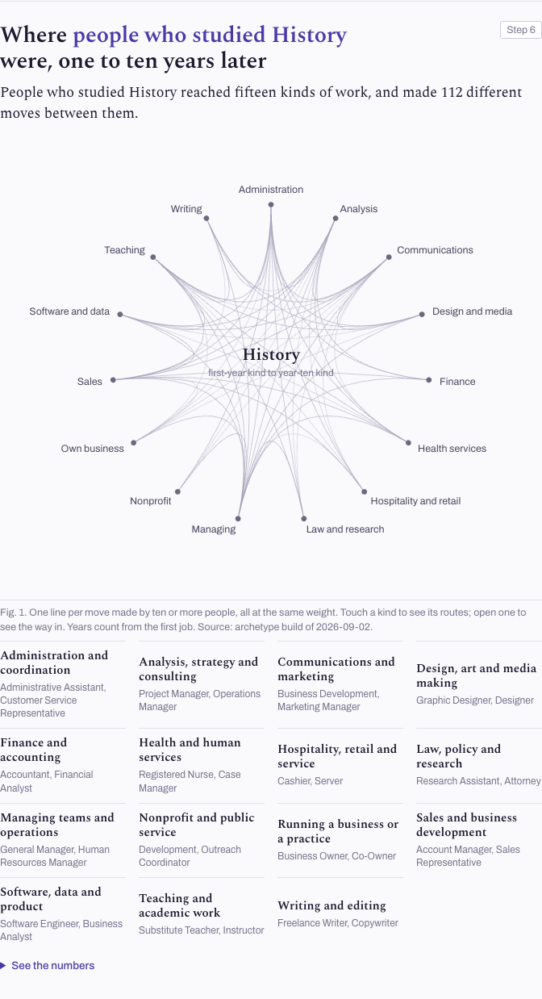 Where people who studied History
were, one to ten years later
Step 6
People who studied History reached fifteen kinds of work, and made 112 different
moves between them.
Administration
Writing
Analysis
Teaching
Communications
Software and data
Design and media
History
first-year kind to year-ten kind
Sales
Finance
Own business
Health services
Nonprofit
Hospitality and retail
Managing
Law and research
Fig. 1. One line per move made by ten or more people, all at the same weight. Touch a kind to see its routes; open one to
see the way in. Years count from the first job. Source: archetype build of 2026-09-02.
Administration and
coordination
Administrative Assistant,
Customer Service
Representative
Analysis, strategy and
consulting
Project Manager, Operations
Manager
Communications and
marketing
Business Development,
Marketing Manager
Design, art and media
making
Graphic Designer, Designer
Finance and
accounting
Accountant, Financial
Analyst
Health and human
services
Registered Nurse, Case
Manager
Hospitality, retail and
service
Cashier, Server
Law, policy and
research
Research Assistant, Attorney
Managing teams and
operations
General Manager, Human
Resources Manager
Nonprofit and public
service
Development, Outreach
Coordinator
Running a business or
a practice
Business Owner, Co-Owner
Sales and business
development
Account Manager, Sales
Representative
Software, data and
product
Software Engineer, Business
Analyst
Teaching and
academic work
Substitute Teacher, Instructor
Writing and editing
Freelance Writer, Copywriter
See the numbers